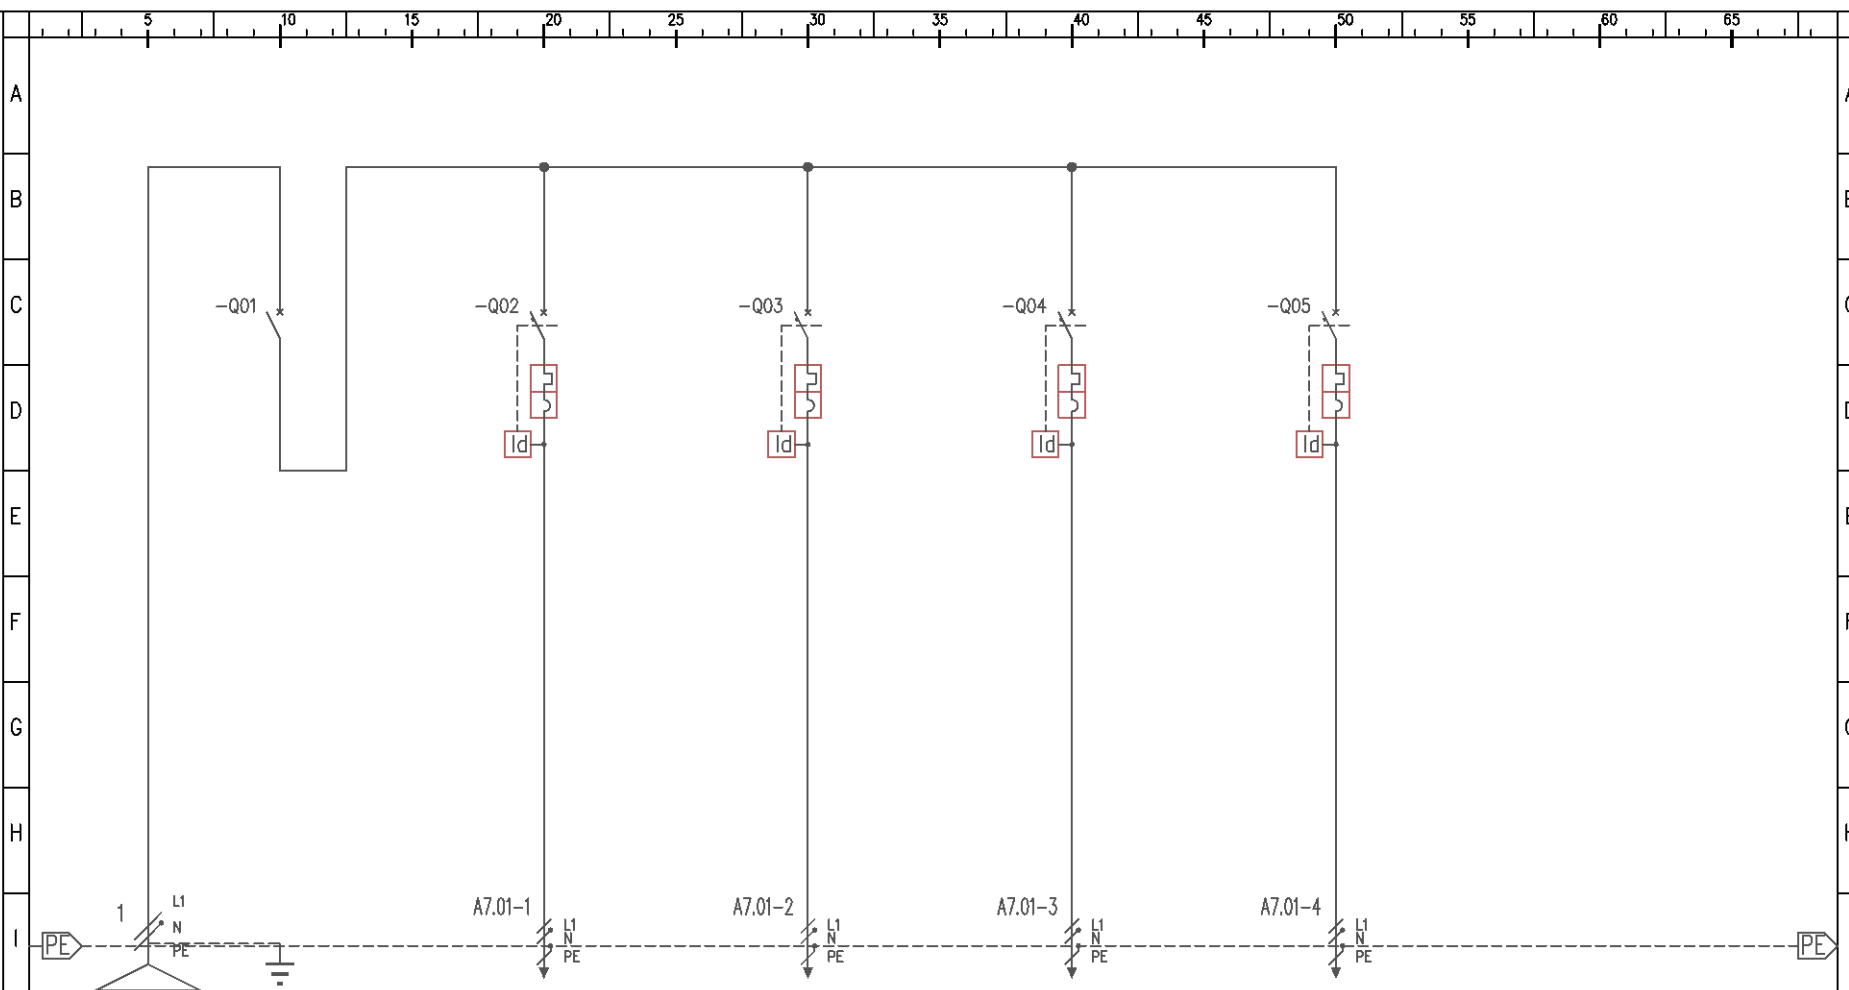 5 10 15 20 25 30 35 40 45 50 55 60 65
A
B
C -Q01 -Q02 -Q03 -Q04 -Q05
D
Id Id Id Id
E
F
G
H H
1 L1 A7.01-1 A7.01-2 A7.01-3 A7.01-4
N L1 L1 L1 L1
I PE N N N N PE
PE PE PE PE PE